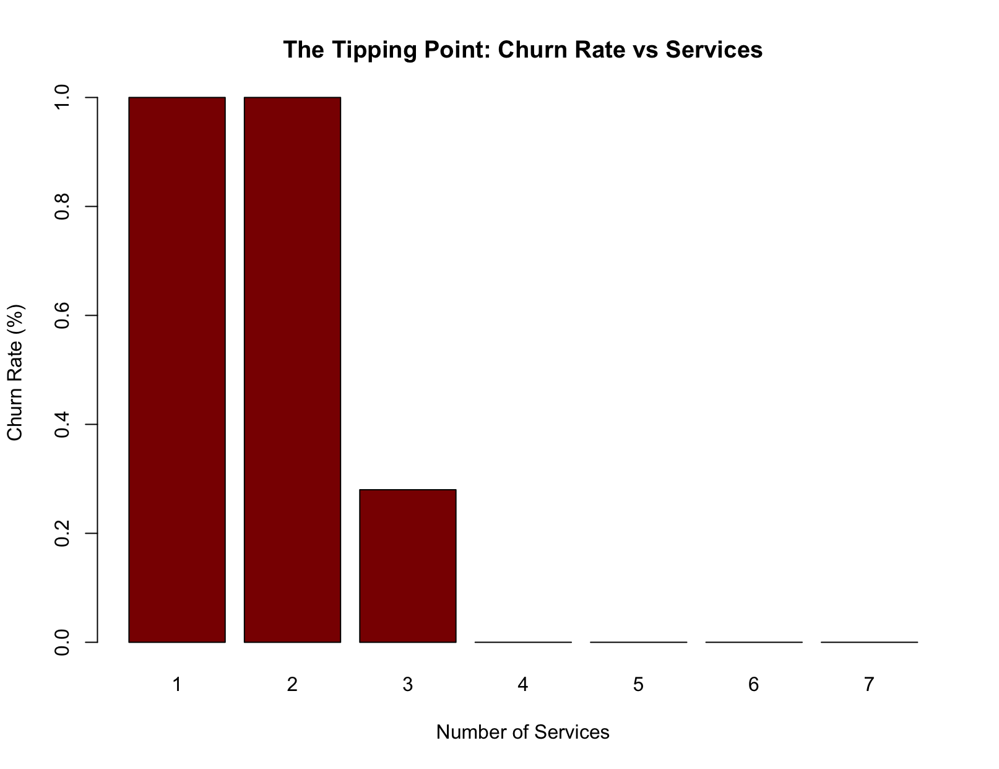 The Tipping Point: Churn Rate vs Services
Churn Rate (%)
1.0
0.8
0.6
0.4
0.2
0.0
1 2 3 4 5 6 7
Number of Services